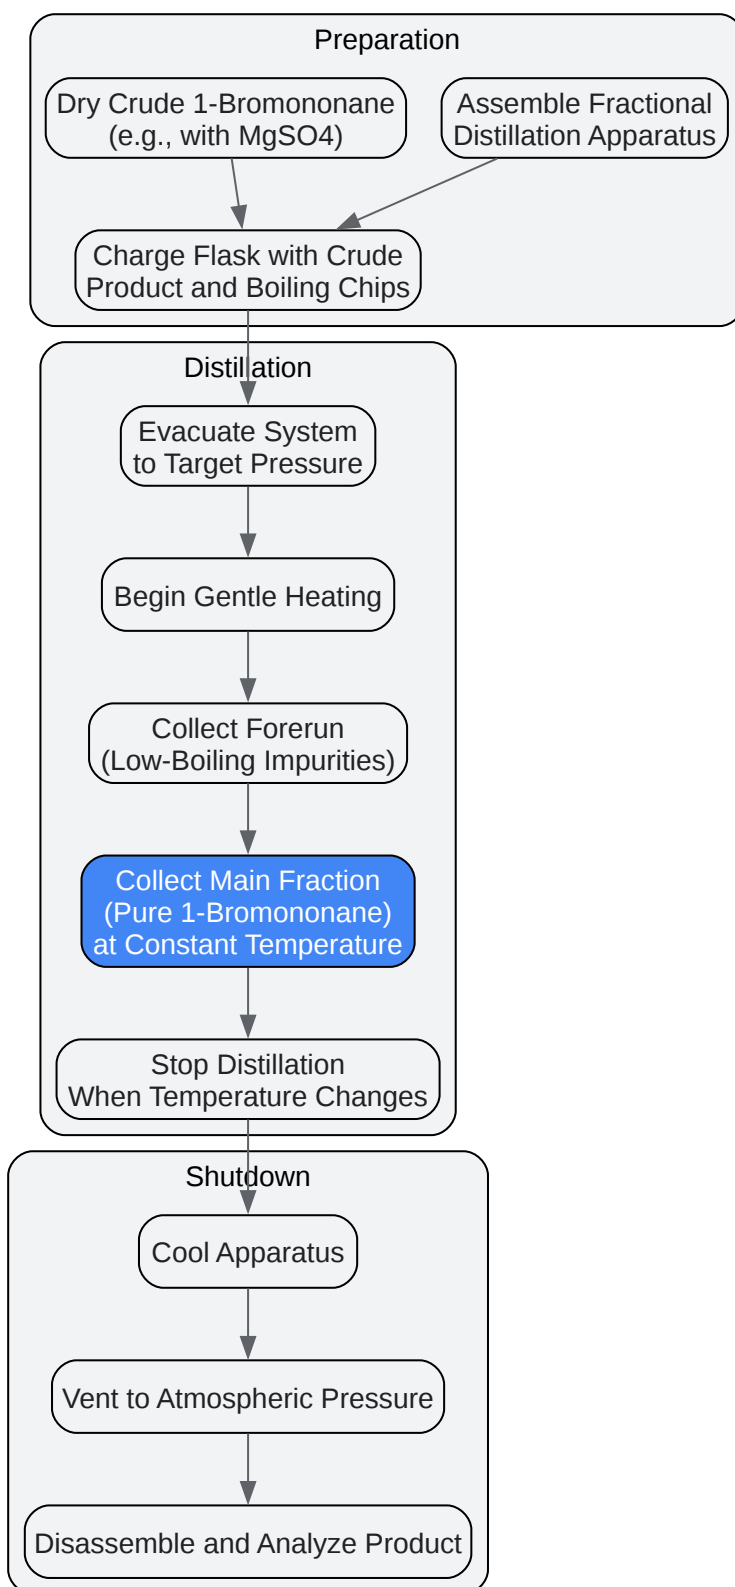 Preparation
Dry Crude 1-Bromononane
(e.g., with MgSO4)
Assemble Fractional
Distillation Apparatus
Charge Flask with Crude
Product and Boiling Chips
Distillation
Evacuate System
to Target Pressure
Begin Gentle Heating
Collect Forerun
(Low-Boiling Impurities)
Collect Main Fraction
(Pure 1-Bromononane)
at Constant Temperature
Stop Distillation
When Temperature Changes
Shutdown
Cool Apparatus
Vent to Atmospheric Pressure
Disassemble and Analyze Product